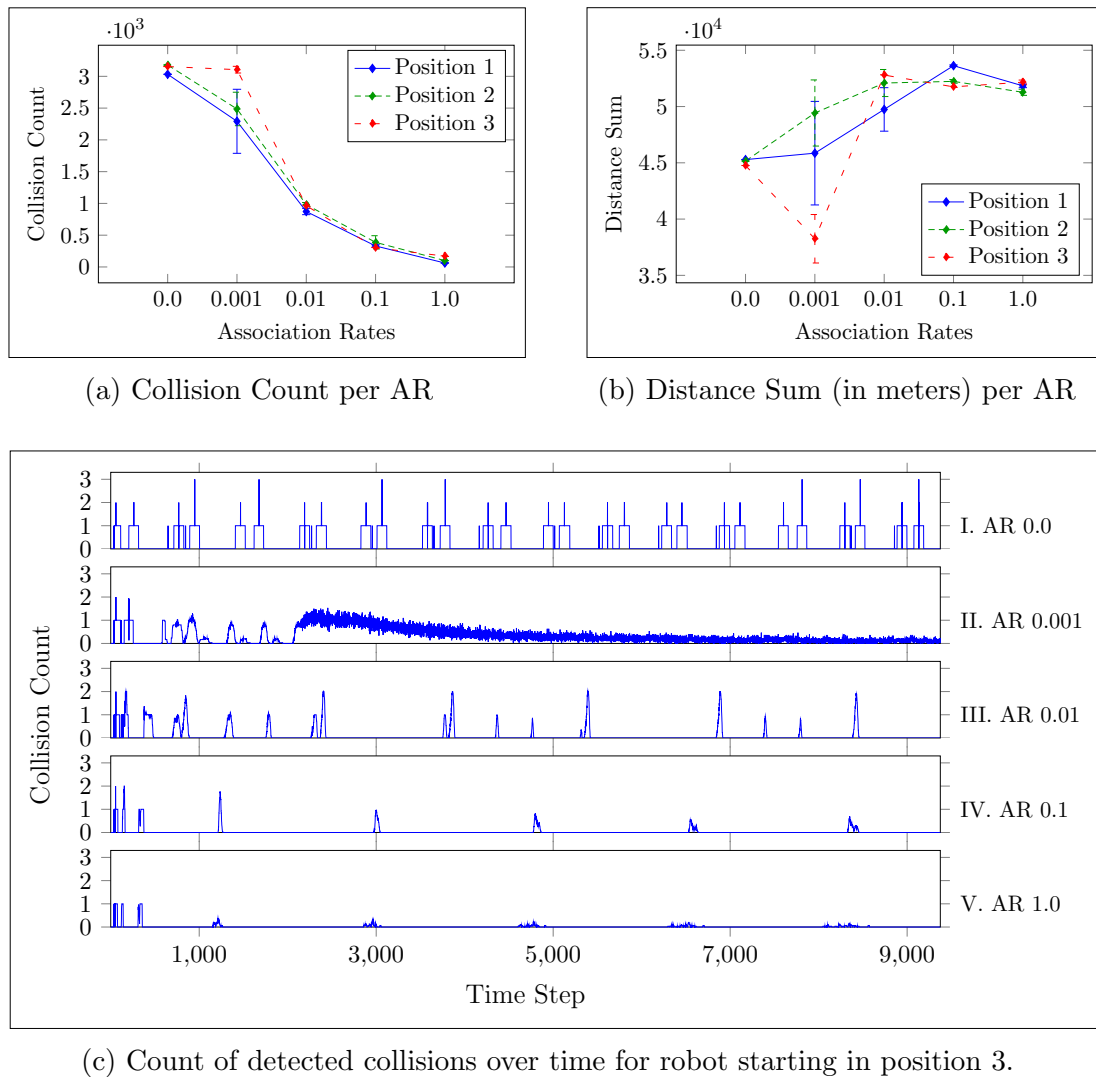 ·10³
3
2.5
2
1.5
1
0.5
0
Collision Count
0.0 0.001 0.01 0.1 1.0
Association Rates
Position 1
Position 2
Position 3
(a) Collision Count per AR
·10⁴
5.5
5
4.5
4
3.5
Distance Sum
0.0 0.001 0.01 0.1 1.0
Association Rates
Position 1
Position 2
Position 3
(b) Distance Sum (in meters) per AR
Collision Count
3
2
1
0
I. AR 0.0
3
2
1
0
II. AR 0.001
3
2
1
0
III. AR 0.01
3
2
1
0
IV. AR 0.1
3
2
1
0
V. AR 1.0
1,000 3,000 5,000 7,000 9,000
Time Step
(c) Count of detected collisions over time for robot starting in position 3.